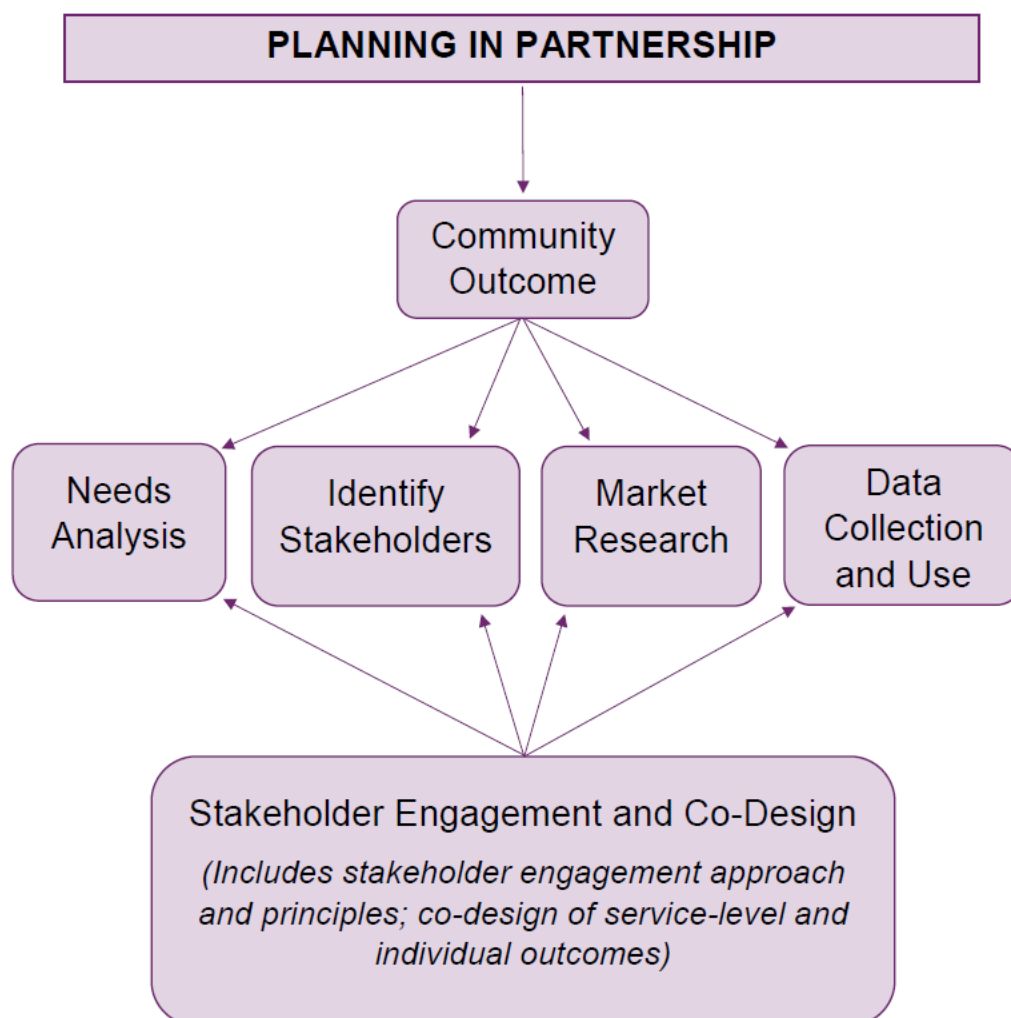 PLANNING IN PARTNERSHIP
Community
Outcome
Needs
Analysis
Identify
Stakeholders
Market
Research
Data
Collection
and Use
Stakeholder Engagement and Co-Design
(Includes stakeholder engagement approach
and principles; co-design of service-level and
individual outcomes)